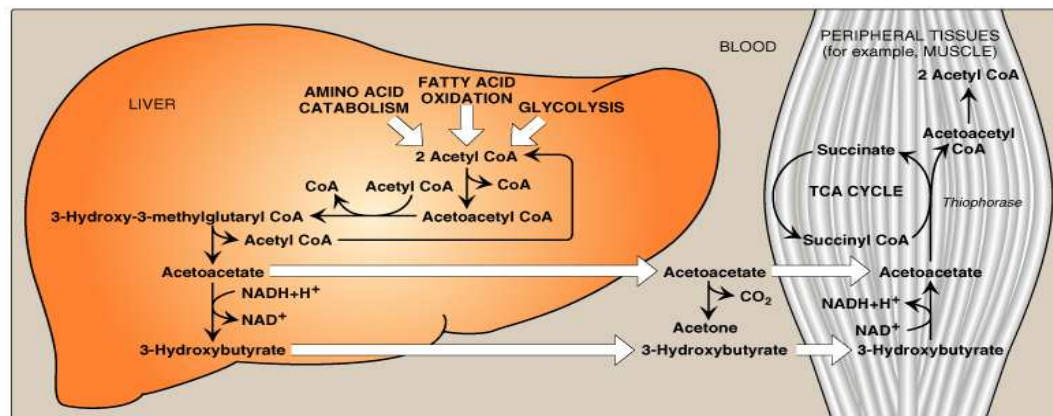 LIVER
AMINO ACID
CATABOLISM
FATTY ACID
OXIDATION
GLYCOLYSIS
2 Acetyl CoA
CoA
Acetyl CoA
CoA
3-Hydroxy-3-methylglutaryl CoA
Acetoacetyl CoA
Acetyl CoA
Acetoacetate
NADH+H⁺
NAD⁺
3-Hydroxybutyrate
BLOOD
Acetoacetate
CO₂
Acetone
3-Hydroxybutyrate
PERIPHERAL TISSUES
(for example, MUSCLE)
2 Acetyl CoA
Acetoacetyl
CoA
Succinate
TCA CYCLE
Thiophorase
Succinyl CoA
Acetoacetate
NADH+H⁺
NAD⁺
3-Hydroxybutyrate